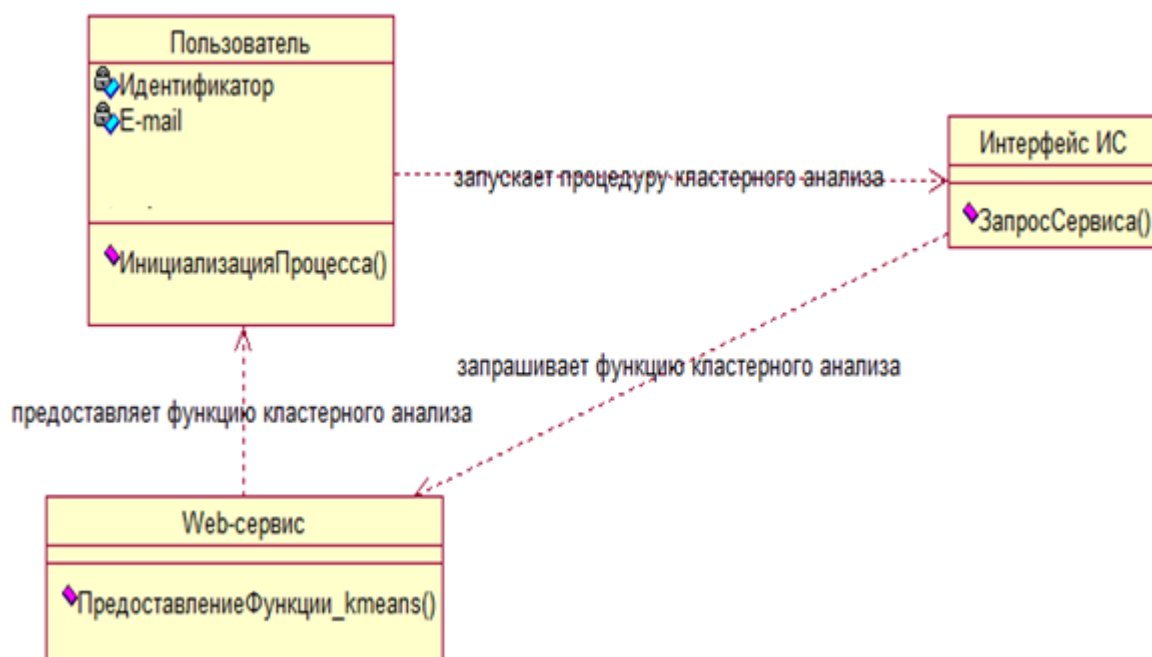 Пользователь
Идентификатор
E-mail
ИнициализацияПроцесса()
запускает процедуру кластерного анализа
Интерфейс ИС
ЗапросСервиса()
запрашивает функцию кластерного анализа
предоставляет функцию кластерного анализа
Web-сервис
ПредоставлениеФункции_kmeans()